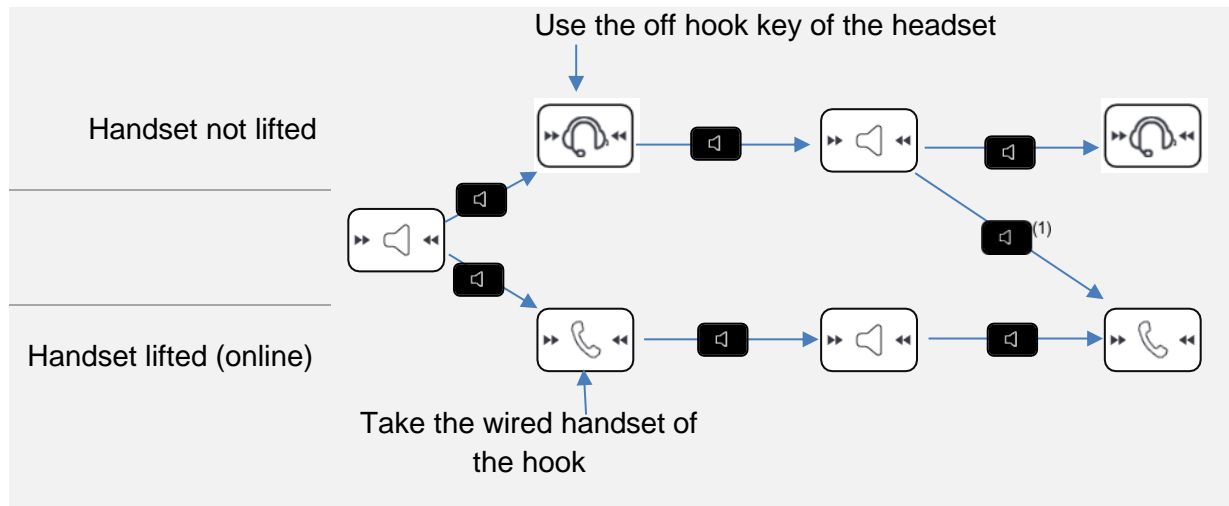 Use the off hook key of the headset
Handset not lifted
(1)
Handset lifted (online)
Take the wired handset of
the hook